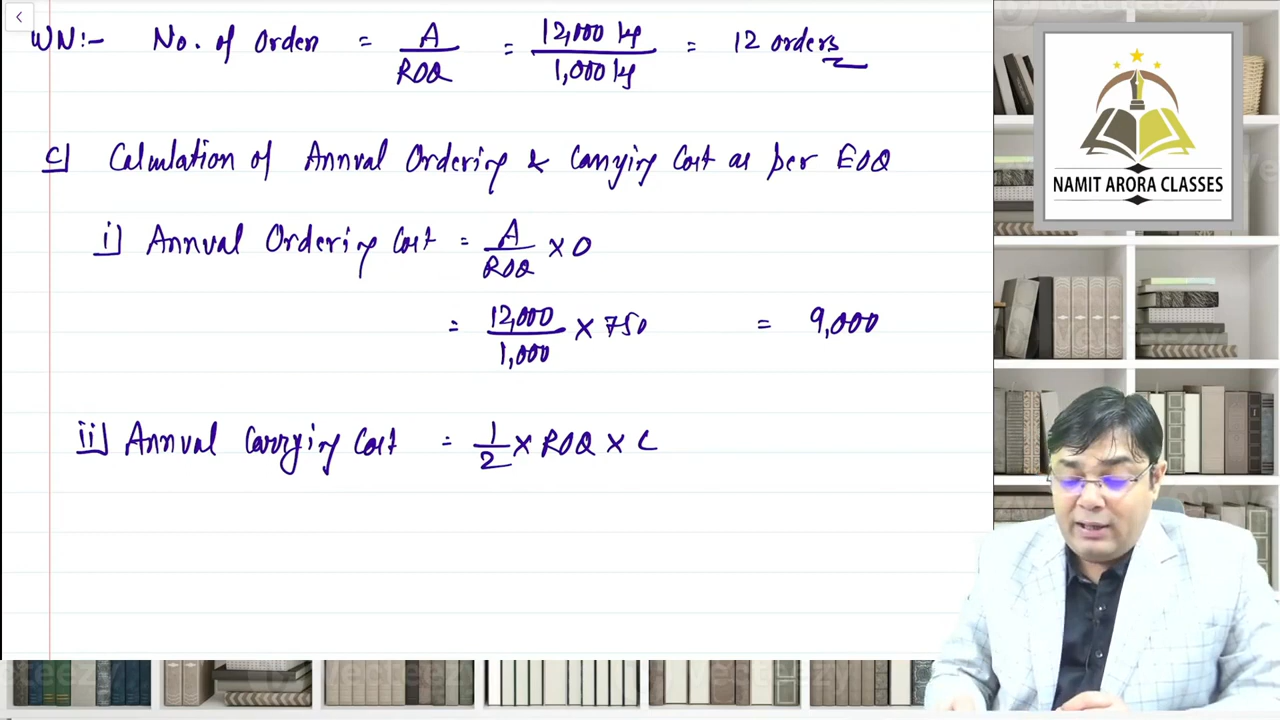 WN:- No. of Orders = A / ROQ = 12,000 kg / 1,000 kg = 12 orders
c] Calculation of Annual Ordering & Carrying Cost as per EOQ
i] Annual Ordering Cost = A / ROQ × O
= 12,000 / 1,000 × 750 = 9,000
ii] Annual Carrying Cost = 1/2 × ROQ × C
NAMIT ARORA CLASSES